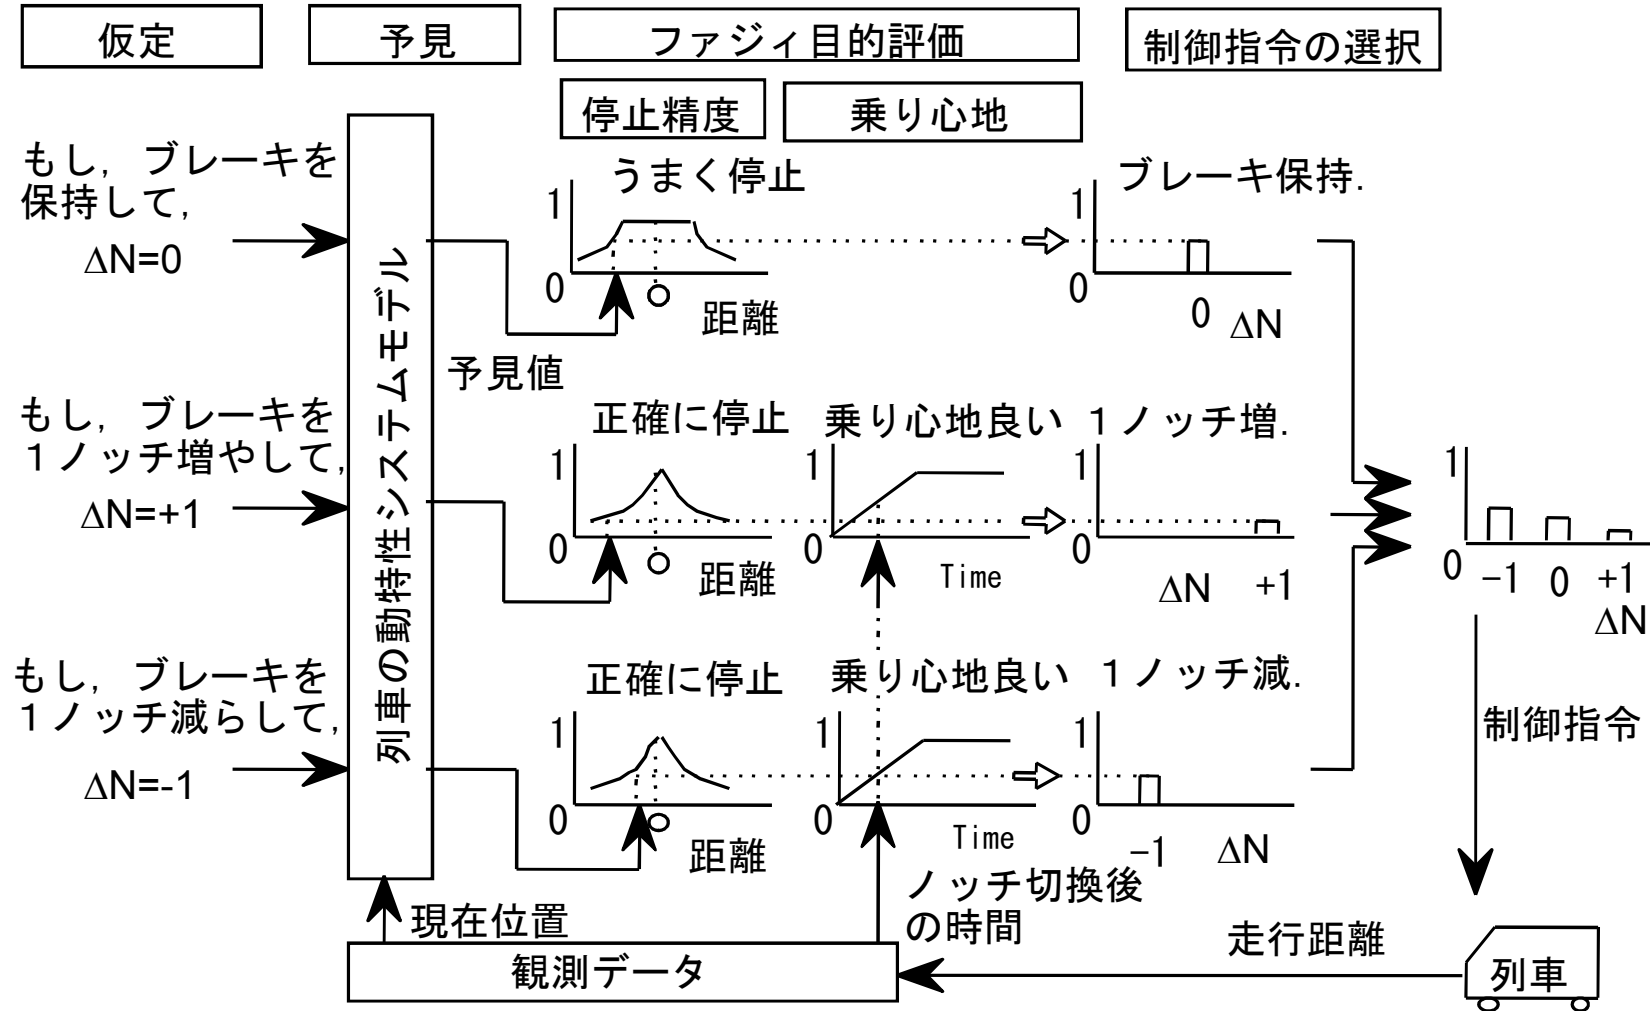 仮定
予見
ファジィ目的評価
制御指令の選択
停止精度
乗り心地
もし，ブレーキを
保持して，
ΔN=0
列車の動特性システムモデル
うまく停止
1
0
距離
ブレーキ保持.
1
0
0
ΔN
予見値
もし，ブレーキを
１ノッチ増やして，
ΔN=+1
正確に停止
1
0
距離
乗り心地良い
1
0
Time
１ノッチ増.
1
0
ΔN
+1
1
0
-1
0
+1
ΔN
もし，ブレーキを
１ノッチ減らして，
ΔN=-1
正確に停止
1
0
距離
乗り心地良い
1
0
Time
１ノッチ減.
1
0
-1
ΔN
制御指令
現在位置
ノッチ切換後
の時間
走行距離
観測データ
列車